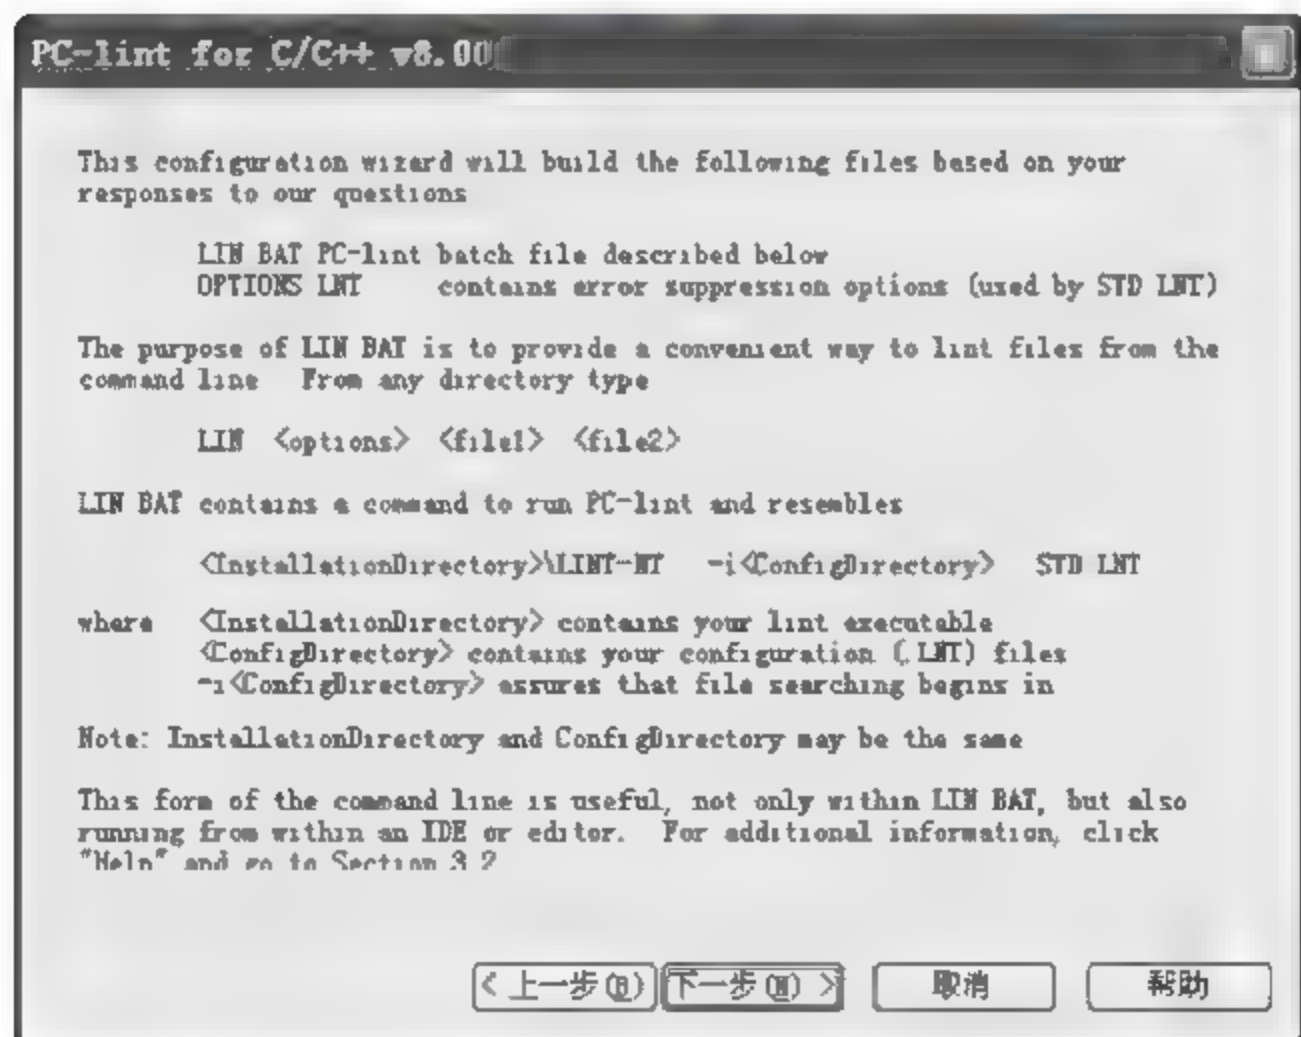 PC-lint for C/C++ v8.00
This configuration wizard will build the following files based on your
responses to our questions
LIN BAT PC-lint batch file described below
OPTIONS LNT contains error suppression options (used by STD LNT)
The purpose of LIN BAT is to provide a convenient way to lint files from the
command line From any directory type
LIN <options> <file1> <file2>
LIN BAT contains a command to run PC-lint and resembles
<InstallationDirectory>\LINT-NT -i<ConfigDirectory> STD LNT
where <InstallationDirectory> contains your lint executable
<ConfigDirectory> contains your configuration (.LNT) files
-i<ConfigDirectory> assures that file searching begins in
Note: InstallationDirectory and ConfigDirectory may be the same
This form of the command line is useful, not only within LIN BAT, but also
running from within an IDE or editor. For additional information, click
"Help" and go to Section 3.2
< 上一步(B) 下一步(N) > 取消 帮助